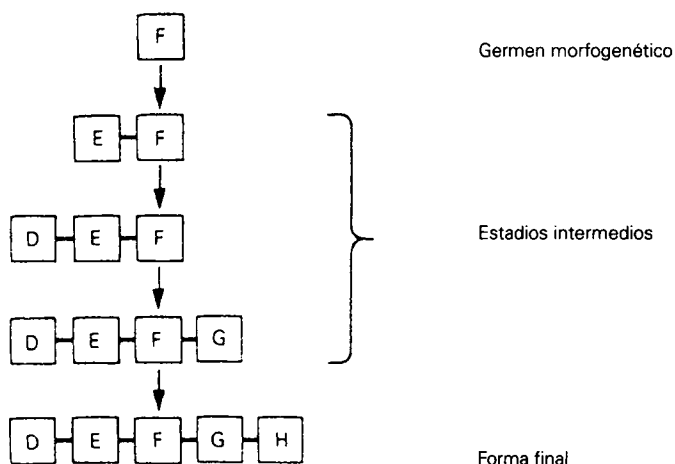 F
Germen morfogenético
E F
D E F
Estadios intermedios
D E F G
D E F G H
Forma final